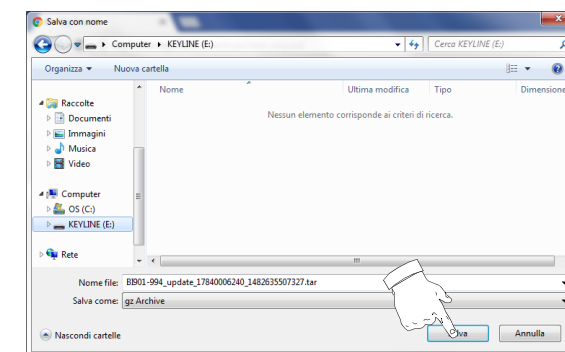 Salva con nome
Computer ▸ KEYLINE (E:)
Cerca KEYLINE (E:)
Organizza
Nuova cartella
Nome
Ultima modifica
Tipo
Dimensione
Nessun elemento corrisponde ai criteri di ricerca.
Raccolte
Documenti
Immagini
Musica
Video
Computer
OS (C:)
KEYLINE (E:)
Rete
Nome file: BI901-994_update_17840006240_1482635507327.tar
Salva come: gz Archive
Nascondi cartelle
Annulla